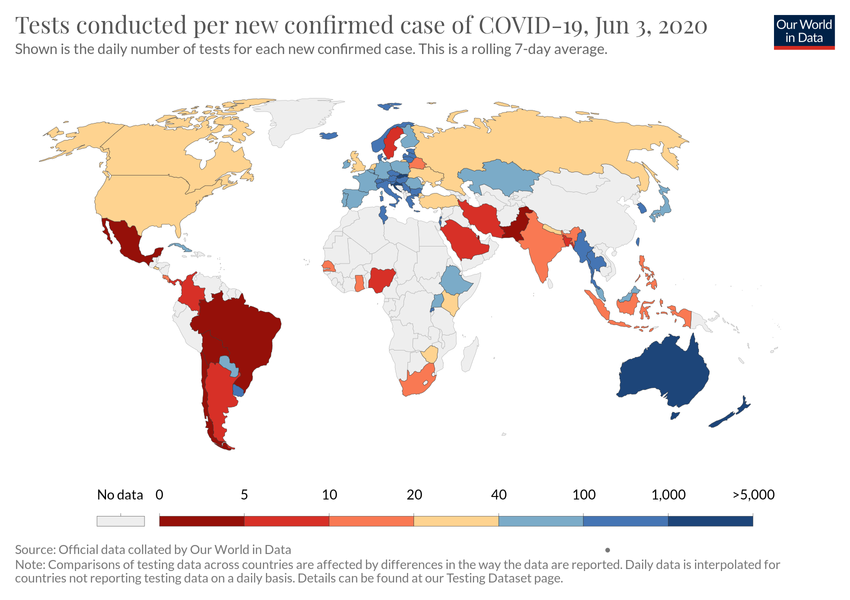 Tests conducted per new confirmed case of COVID-19, Jun 3, 2020
Shown is the daily number of tests for each new confirmed case. This is a rolling 7-day average.
Our World
in Data
No data 0 5 10 20 40 100 1,000 >5,000
Source: Official data collated by Our World in Data
Note: Comparisons of testing data across countries are affected by differences in the way the data are reported. Daily data is interpolated for
countries not reporting testing data on a daily basis. Details can be found at our Testing Dataset page.